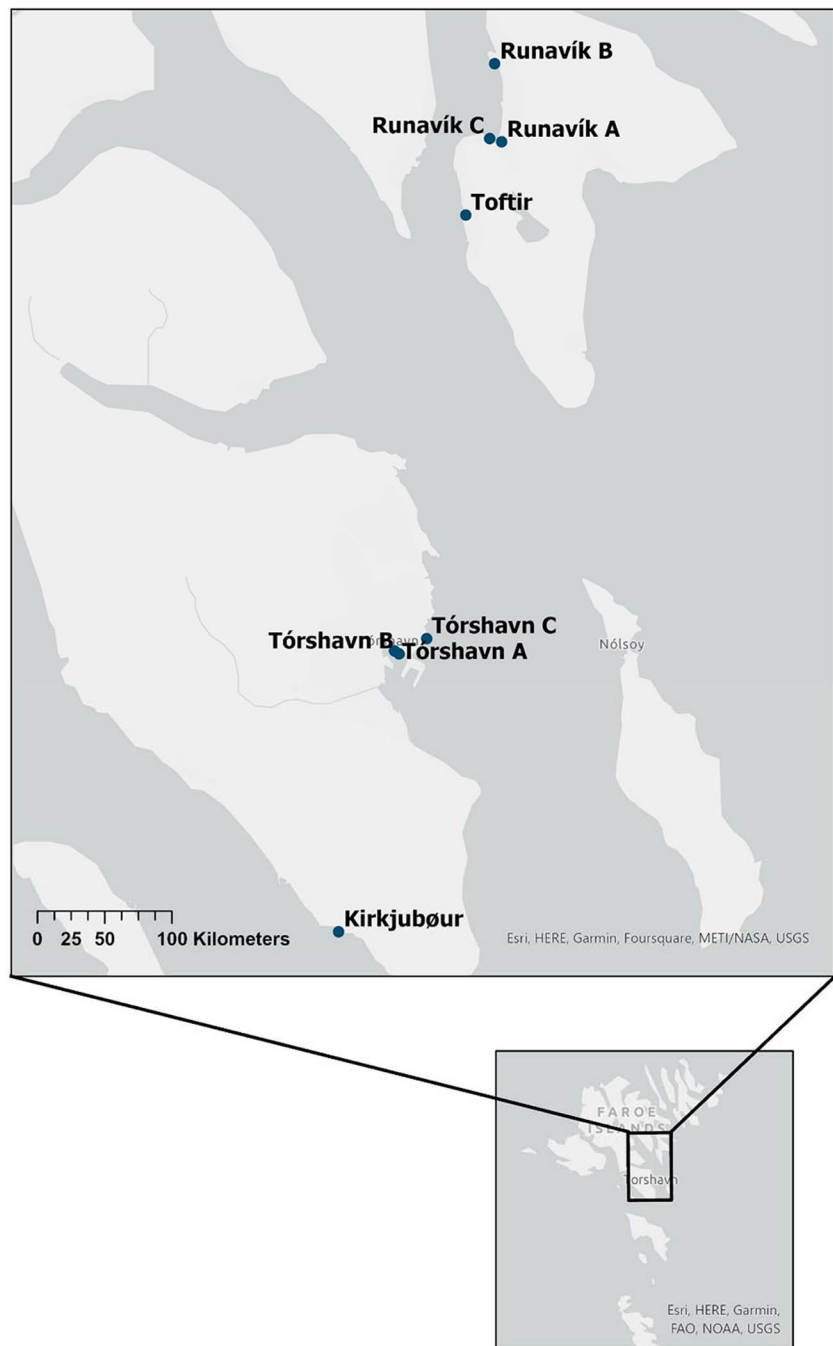 Runavík B
Runavík C
Runavík A
Toftir
Tórshavn C
Tórshavn B
Tórshavn A
Nólsoy
Kirkjubøur
0 25 50 100 Kilometers
Esri, HERE, Garmin, Foursquare, METI/NASA, USGS
FAROE
ISLANDS
Torshavn
Esri, HERE, Garmin,
FAO, NOAA, USGS